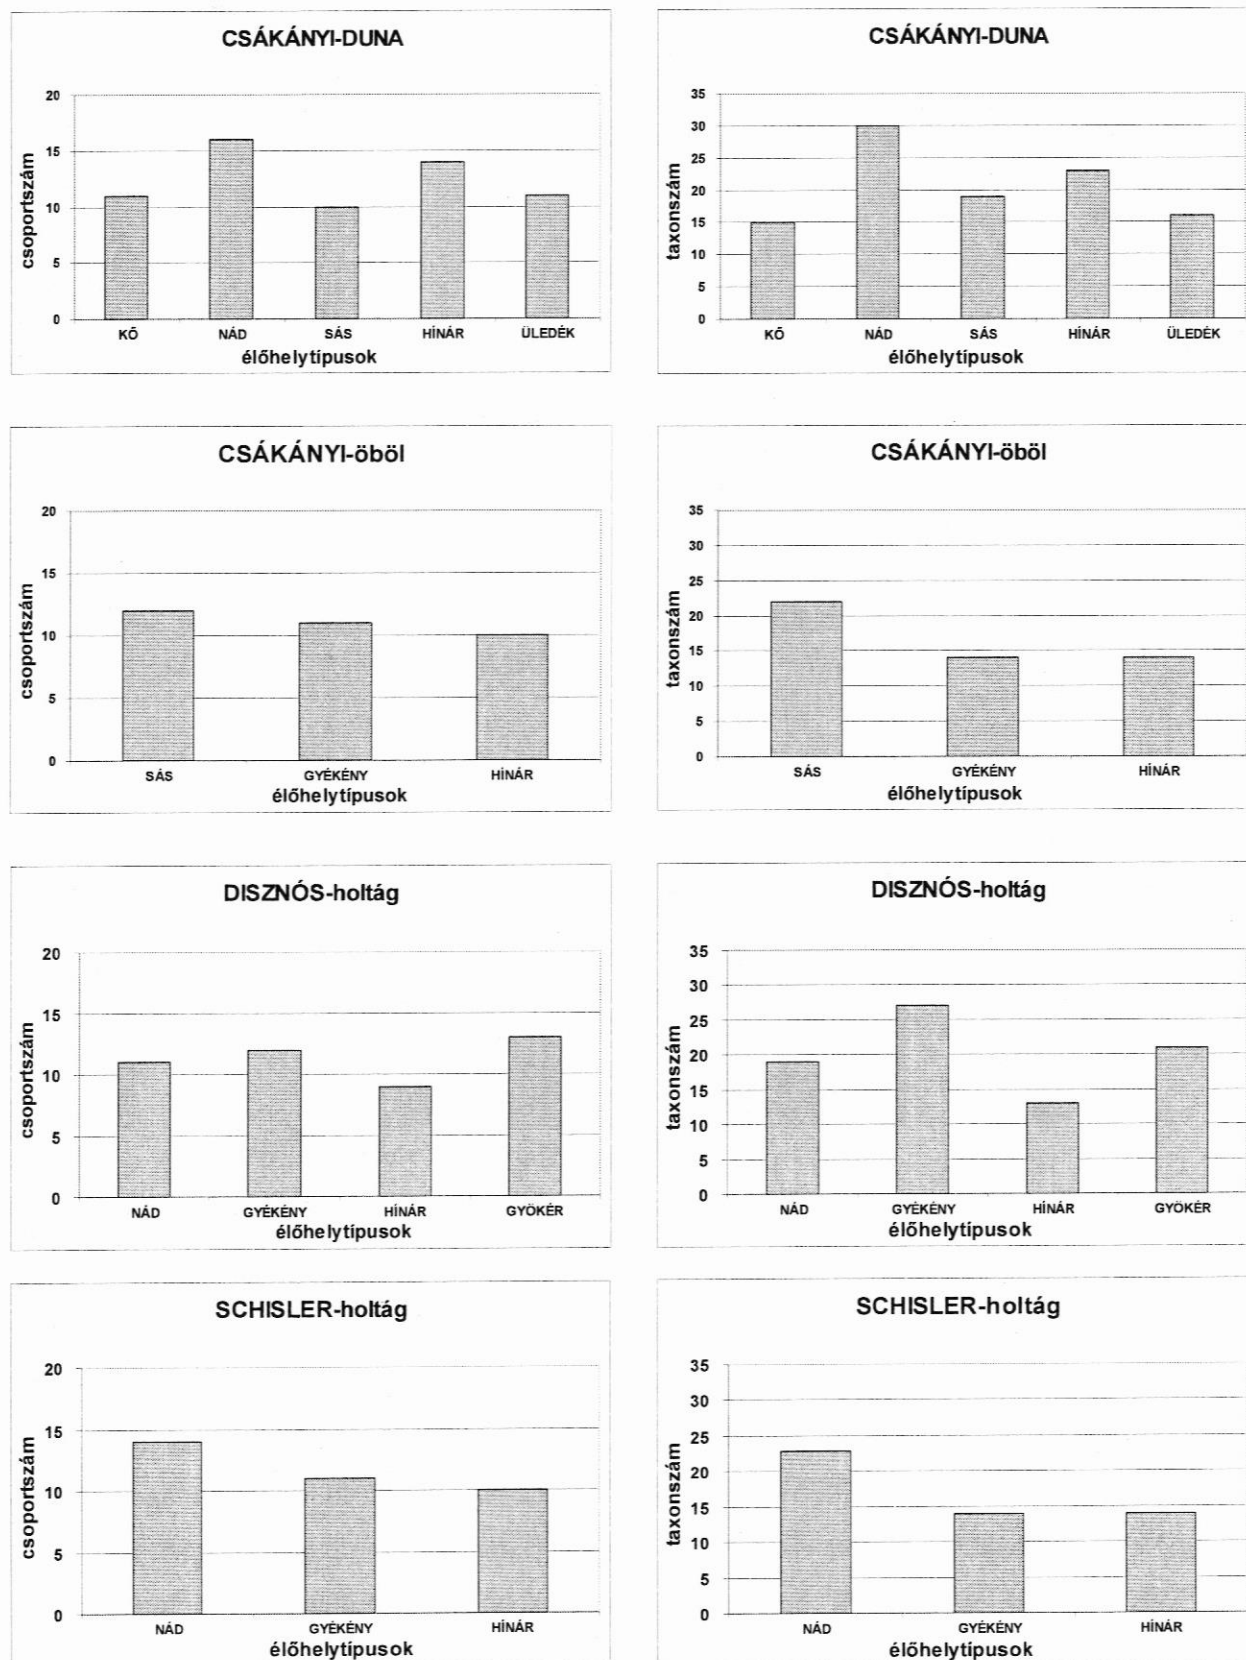 CSÁKÁNYI-DUNA
csoportszám
20
15
10
5
0
KŐ NÁD SÁS HÍNÁR ÜLEDÉK
élőhelytípusok
CSÁKÁNYI-DUNA
taxonszám
35
30
25
20
15
10
5
0
KŐ NÁD SÁS HÍNÁR ÜLEDÉK
élőhelytípusok
CSÁKÁNYI-öböl
csoportszám
20
15
10
5
0
SÁS GYÉKÉNY HÍNÁR
élőhelytípusok
CSÁKÁNYI-öböl
taxonszám
35
30
25
20
15
10
5
0
SÁS GYÉKÉNY HÍNÁR
élőhelytípusok
DISZNÓS-holtág
csoportszám
20
15
10
5
0
NÁD GYÉKÉNY HÍNÁR GYÖKÉR
élőhelytípusok
DISZNÓS-holtág
taxonszám
35
30
25
20
15
10
5
0
NÁD GYÉKÉNY HÍNÁR GYÖKÉR
élőhelytípusok
SCHISLER-holtág
csoportszám
20
15
10
5
0
NÁD GYÉKÉNY HÍNÁR
élőhelytípusok
SCHISLER-holtág
taxonszám
35
30
25
20
15
10
5
0
NÁD GYÉKÉNY HÍNÁR
élőhelytípusok